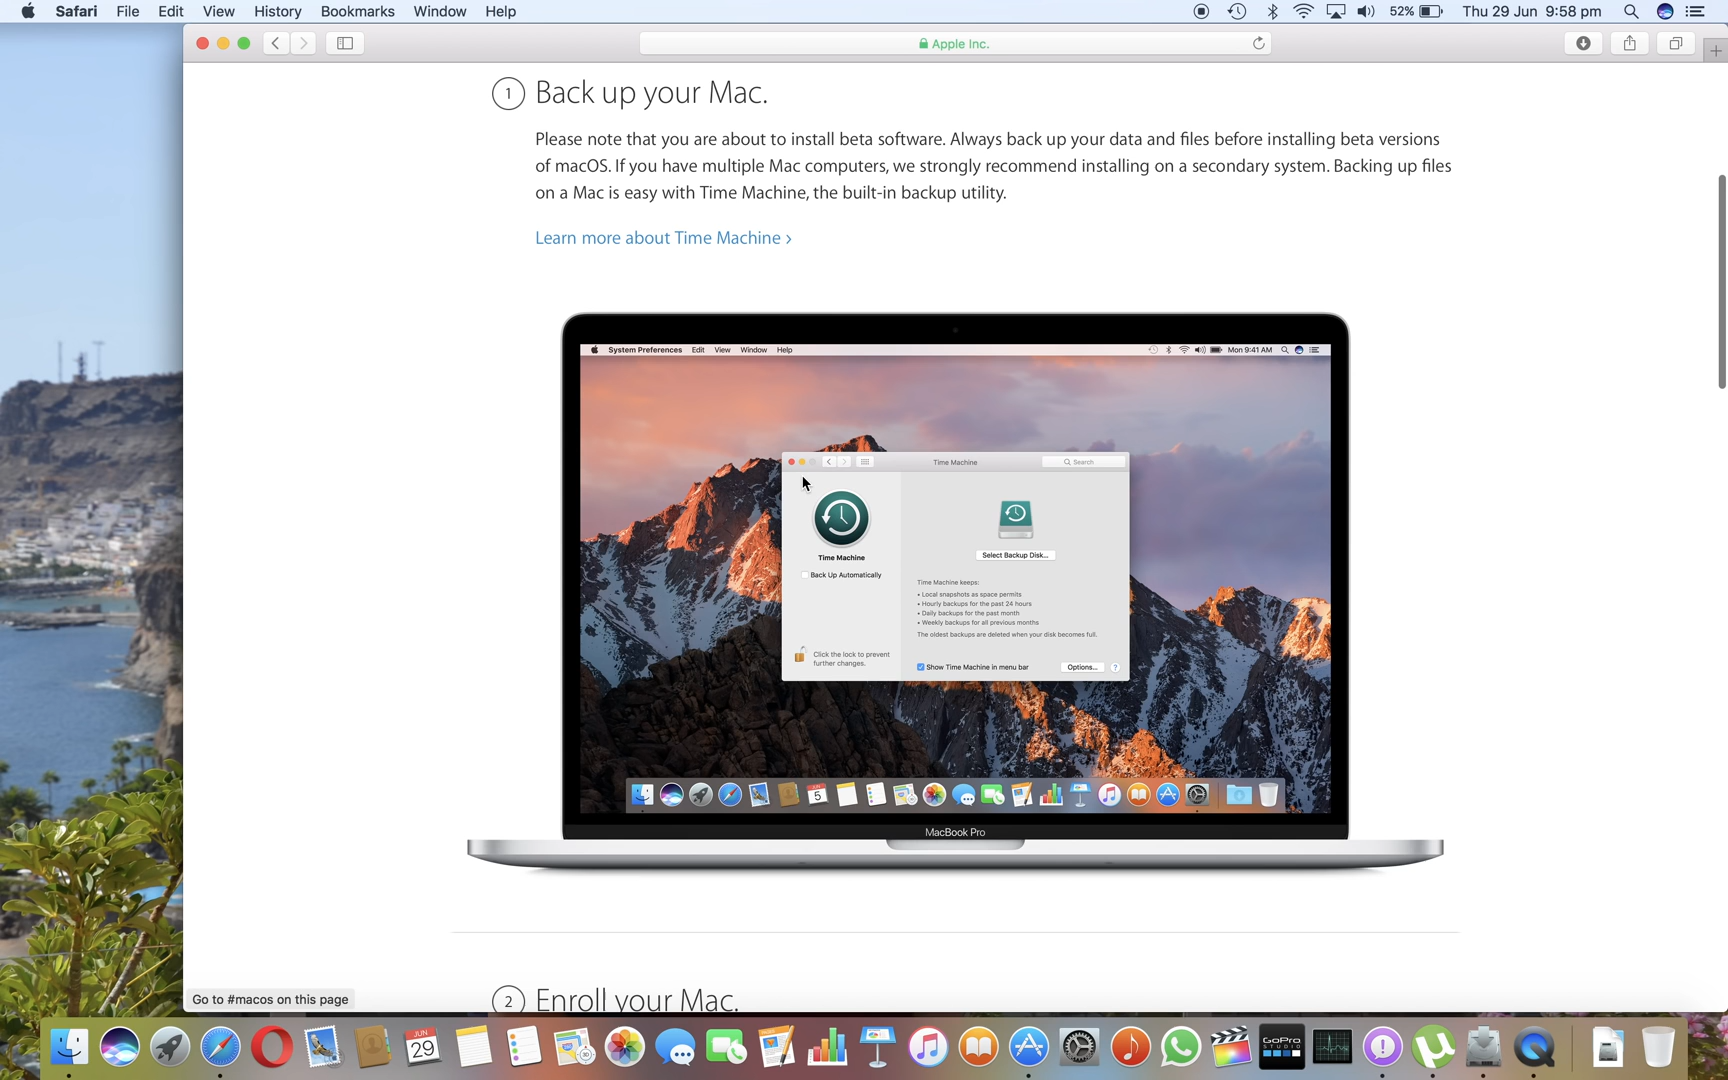 Safari File Edit View History Bookmarks Window Help 52% Thu 29 Jun 9:58 pm
Apple Inc.
1 Back up your Mac.
Please note that you are about to install beta software. Always back up your data and files before installing beta versions
of macOS. If you have multiple Mac computers, we strongly recommend installing on a secondary system. Backing up files
on a Mac is easy with Time Machine, the built-in backup utility.
Learn more about Time Machine ›
System Preferences Edit View Window Help Mon 9:41 AM
Time Machine
Search
Time Machine
Back Up Automatically
Select Backup Disk...
Time Machine keeps:
• Local snapshots as space permits
• Hourly backups for the past 24 hours
• Daily backups for the past month
• Weekly backups for all previous months
The oldest backups are deleted when your disk becomes full.
Click the lock to prevent
further changes.
Show Time Machine in menu bar
Options...
?
JUN
5
MacBook Pro
2 Enroll your Mac.
Go to #macos on this page
JUN
29
30
GoPro
STUDIO